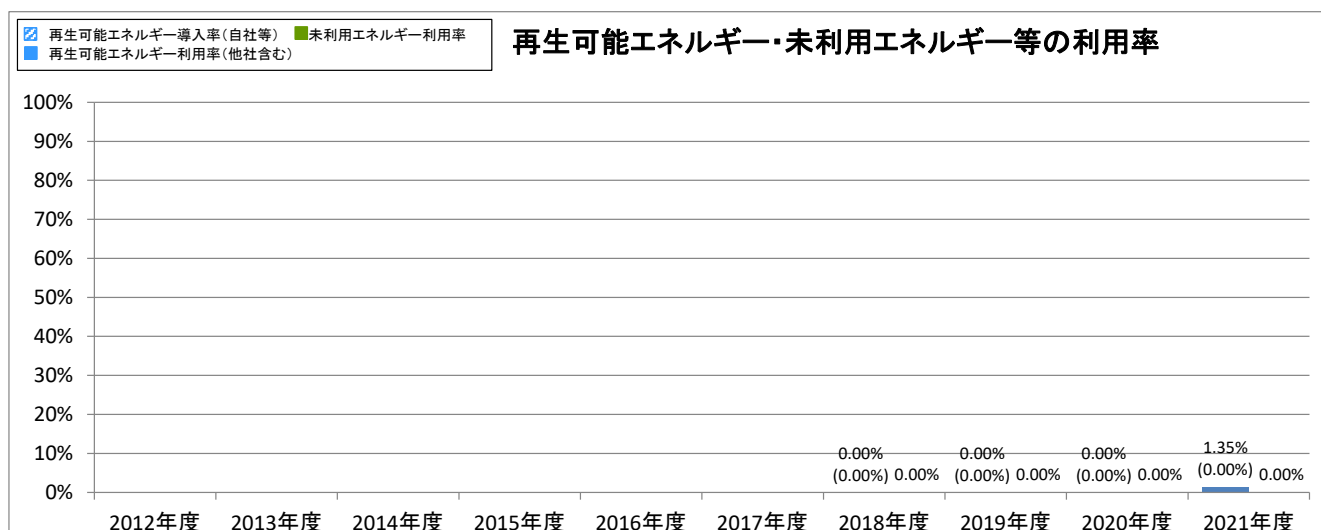 再生可能エネルギー導入率（自社等） 未利用エネルギー利用率
再生可能エネルギー利用率（他社含む）
再生可能エネルギー・未利用エネルギー等の利用率
100%
90%
80%
70%
60%
50%
40%
30%
20%
10%
0%
0.00% 0.00% 0.00% 1.35%
(0.00%) 0.00% (0.00%) 0.00% (0.00%) 0.00% (0.00%) 0.00%
2012年度 2013年度 2014年度 2015年度 2016年度 2017年度 2018年度 2019年度 2020年度 2021年度